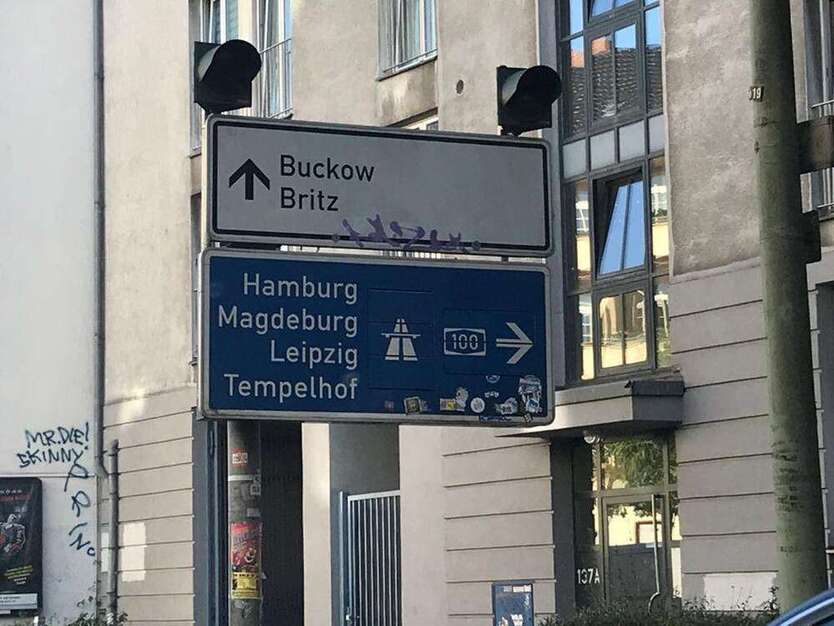 Buckow
Britz
Hamburg
Magdeburg
Leipzig
Tempelhof
100
MR.DIE!
SKINNY
137A
19